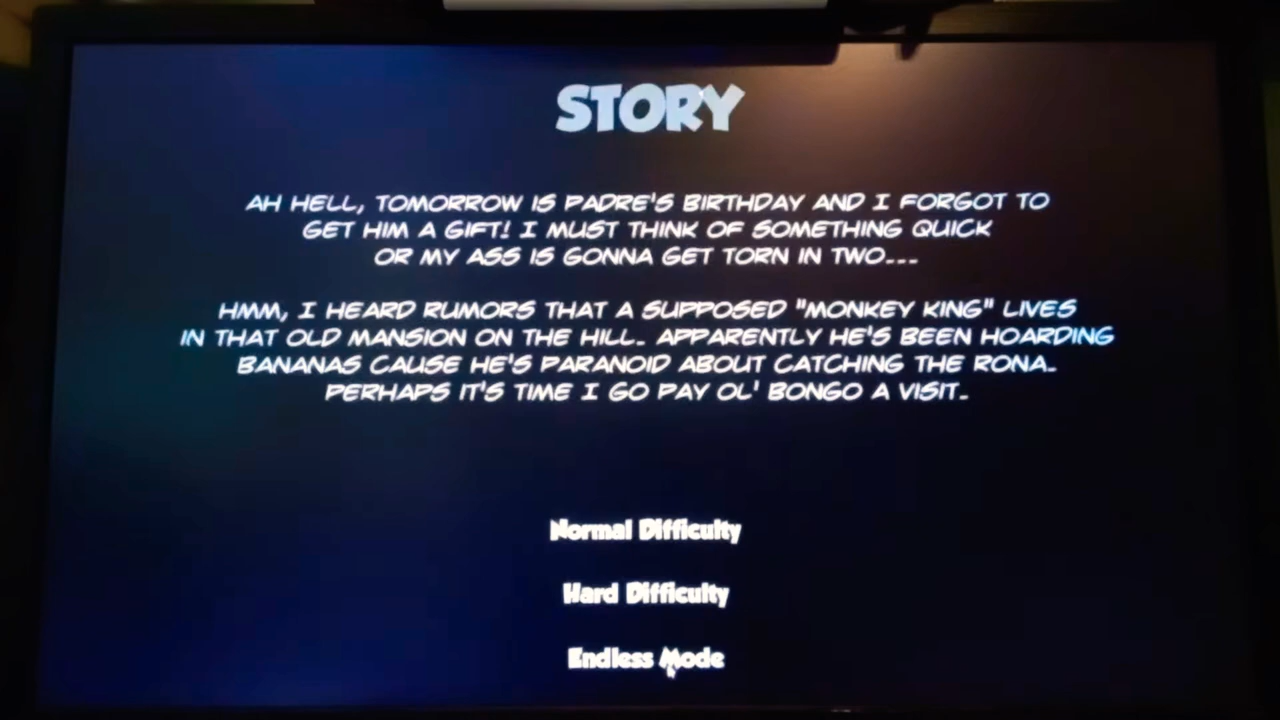 STORY
AH HELL, TOMORROW IS PADRE'S BIRTHDAY AND I FORGOT TO
GET HIM A GIFT! I MUST THINK OF SOMETHING QUICK
OR MY ASS IS GONNA GET TORN IN TWO...
HMM, I HEARD RUMORS THAT A SUPPOSED "MONKEY KING" LIVES
IN THAT OLD MANSION ON THE HILL. APPARENTLY HE'S BEEN HOARDING
BANANAS CAUSE HE'S PARANOID ABOUT CATCHING THE RONA.
PERHAPS IT'S TIME I GO PAY OL' BONGO A VISIT.
Normal Difficulty
Hard Difficulty
Endless Mode